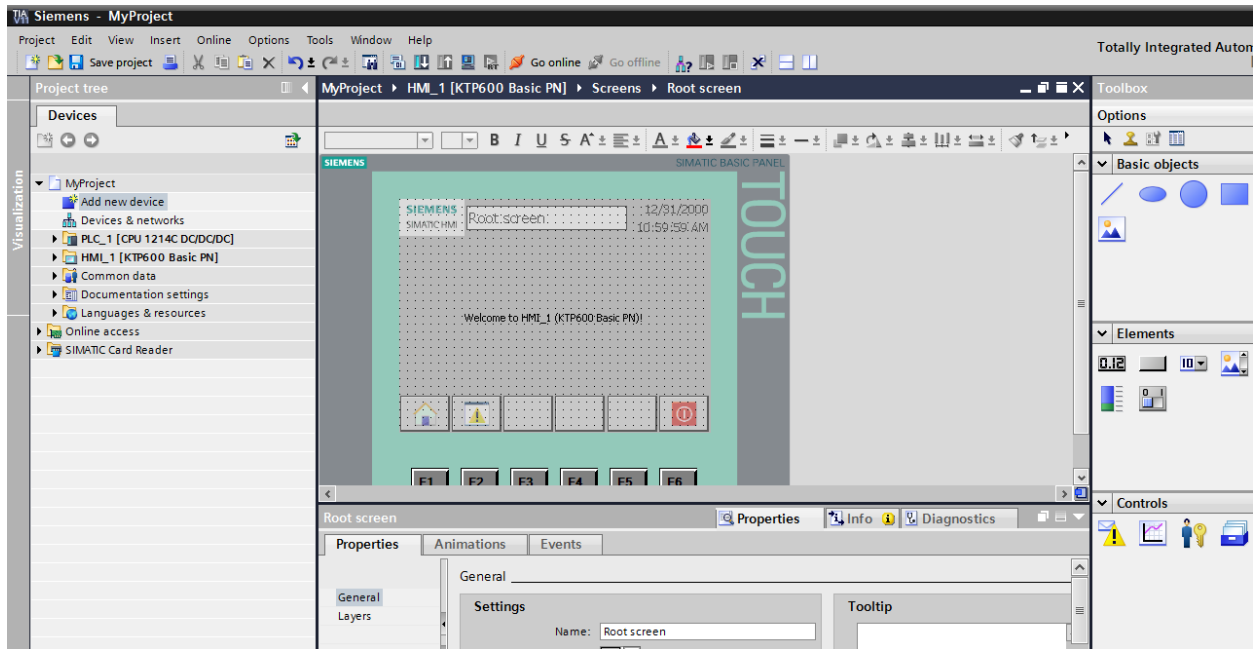 Siemens - MyProject
Project Edit View Insert Online Options Tools Window Help
Totally Integrated Autom
Save project Go online Go offline
Project tree
MyProject HMI_1 [KTP600 Basic PN] Screens Root screen
Toolbox
Devices
Options
B I U S A A
Visualization
MyProject
Add new device
Devices & networks
PLC_1 [CPU 1214C DC/DC/DC]
HMI_1 [KTP600 Basic PN]
Common data
Documentation settings
Languages & resources
Online access
SIMATIC Card Reader
SIEMENS SIMATIC BASIC PANEL
TOUCH
SIEMENS
SIMATIC HMI
Root screen
12/31/2000
10:59:59 AM
Welcome to HMI_1 (KTP600 Basic PN)!
F1 F2 F3 F4 F5 F6
Basic objects
Elements
0.12 10
0 1
Controls
Root screen
Properties Info Diagnostics
Properties Animations Events
General
Layers
General
Settings
Name: Root screen
Tooltip